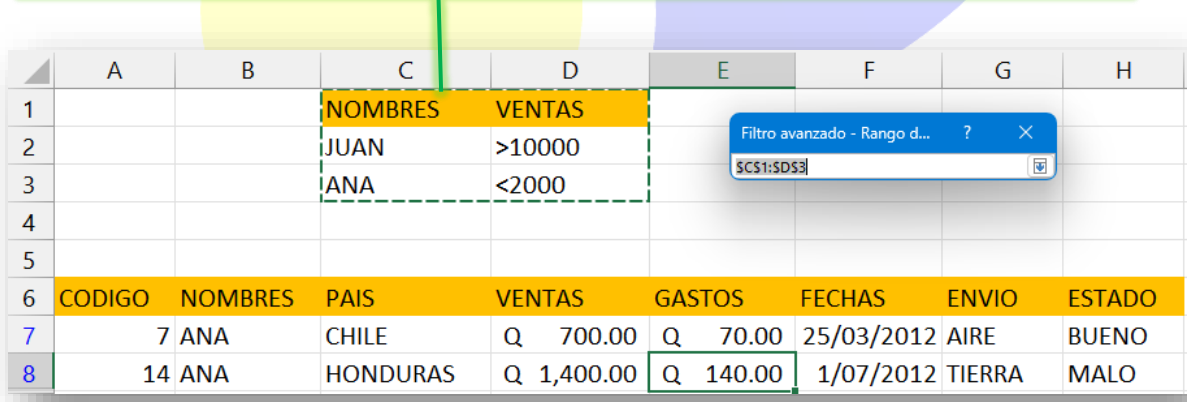 A B C D E F G H
1 NOMBRES VENTAS
2 JUAN >10000
3 ANA <2000
4
5
Filtro avanzado - Rango d... ? ×
$C$1:$D$3
6 CODIGO NOMBRES PAIS VENTAS GASTOS FECHAS ENVIO ESTADO
7 7 ANA CHILE Q 700.00 Q 70.00 25/03/2012 AIRE BUENO
8 14 ANA HONDURAS Q 1,400.00 Q 140.00 1/07/2012 TIERRA MALO